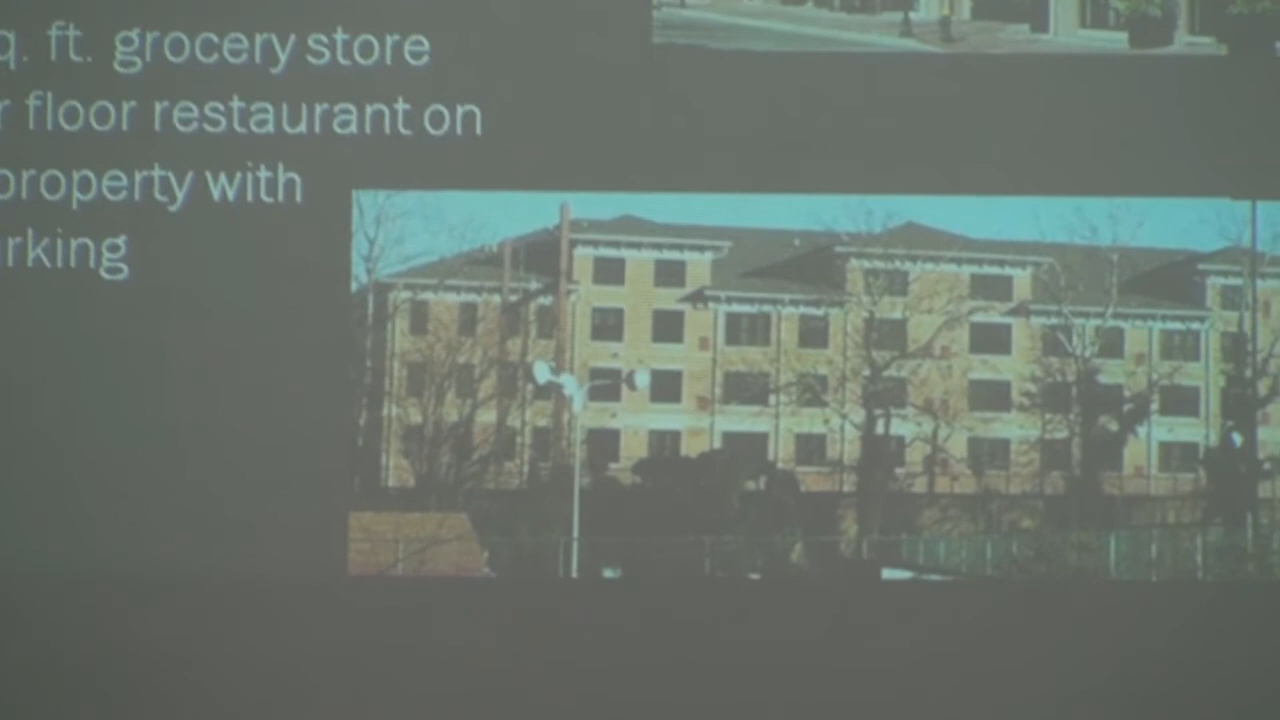 q. ft. grocery store
r floor restaurant on
property with
rking